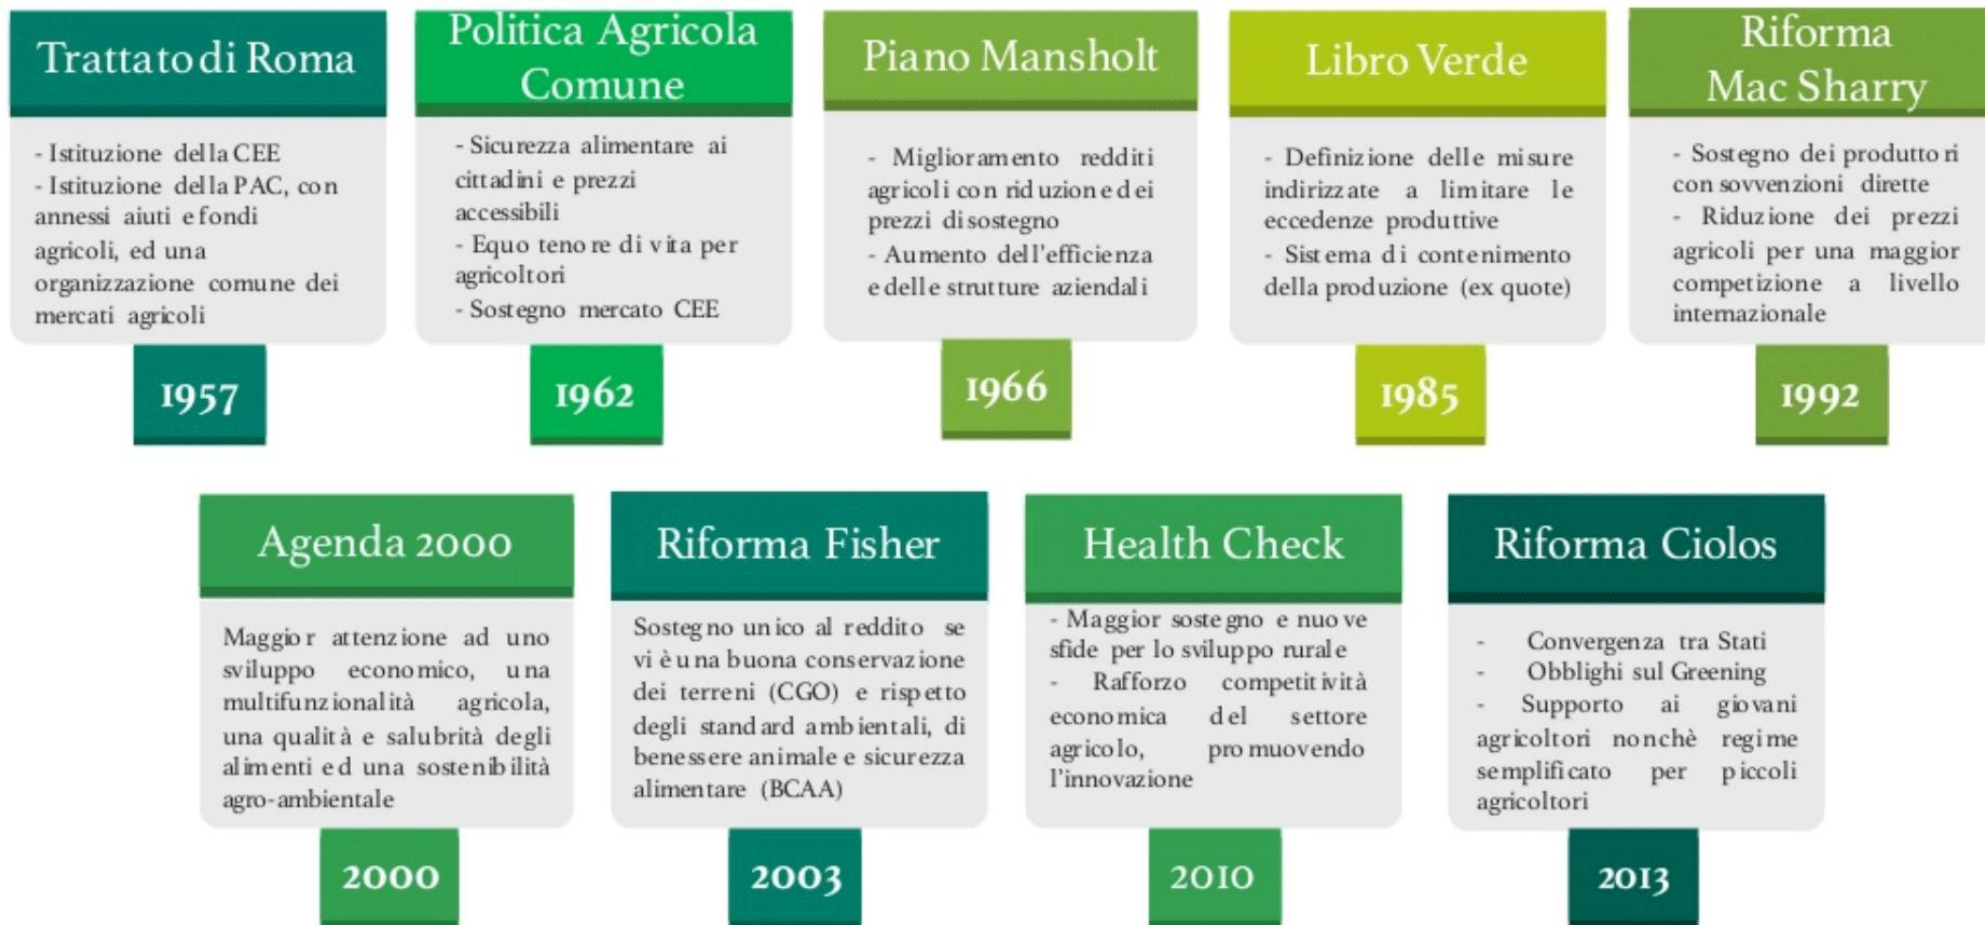 Trattato di Roma
- Istituzione della CEE
- Istituzione della PAC, con
annessi aiuti e fondi
agricoli, ed una
organizzazione comune dei
mercati agricoli
1957
Politica Agricola
Comune
- Sicurezza alimentare ai
cittadini e prezzi
accessibili
- Equo tenore di vita per
agricoltori
- Sostegno mercato CEE
1962
Piano Mansholt
- Miglioramento redditi
agricoli con riduzione dei
prezzi di sostegno
- Aumento dell'efficienza
e delle strutture aziendali
1966
Libro Verde
- Definizione delle misure
indirizzate a limitare le
eccedenze produttive
- Sistema di contenimento
della produzione (ex quote)
1985
Riforma
Mac Sharry
- Sostegno dei produttori
con sovvenzioni dirette
- Riduzione dei prezzi
agricoli per una maggior
competizione a livello
internazionale
1992
Agenda 2000
Maggior attenzione ad uno
sviluppo economico, una
multifunzionalità agricola,
una qualità e salubrità degli
alimenti ed una sostenibilità
agro-ambientale
2000
Riforma Fisher
Sostegno unico al reddito se
vi è una buona conservazione
dei terreni (CGO) e rispetto
degli standard ambientali, di
benessere animale e sicurezza
alimentare (BCAA)
2003
Health Check
- Maggior sostegno e nuove
sfide per lo sviluppo rurale
- Rafforzo competitività
economica del settore
agricolo, promuovendo
l'innovazione
2010
Riforma Ciolos
- Convergenza tra Stati
- Obblighi sul Greening
- Supporto ai giovani
agricoltori nonchè regime
semplificato per piccoli
agricoltori
2013